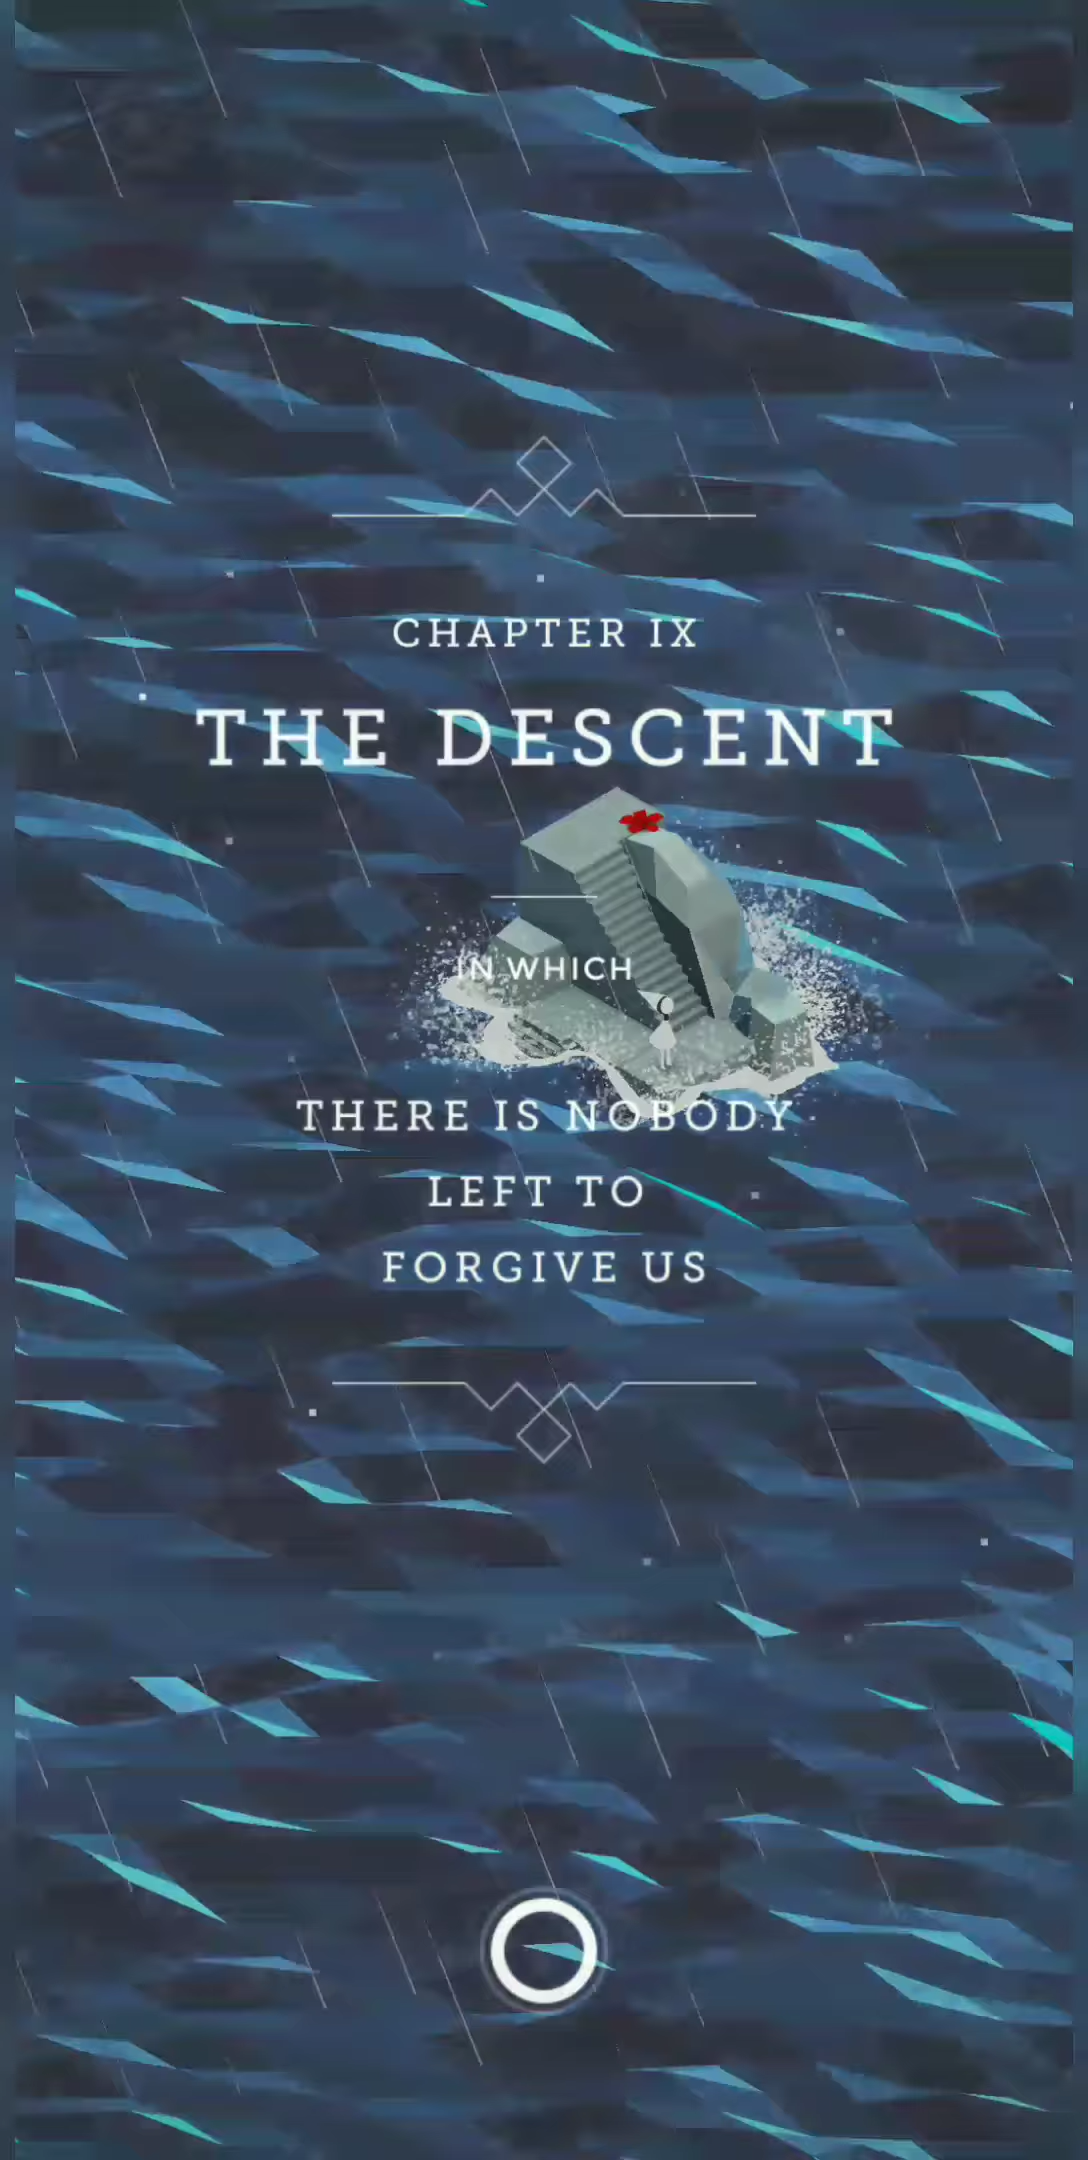 CHAPTER IX
THE DESCENT
IN WHICH
THERE IS NOBODY
LEFT TO
FORGIVE US